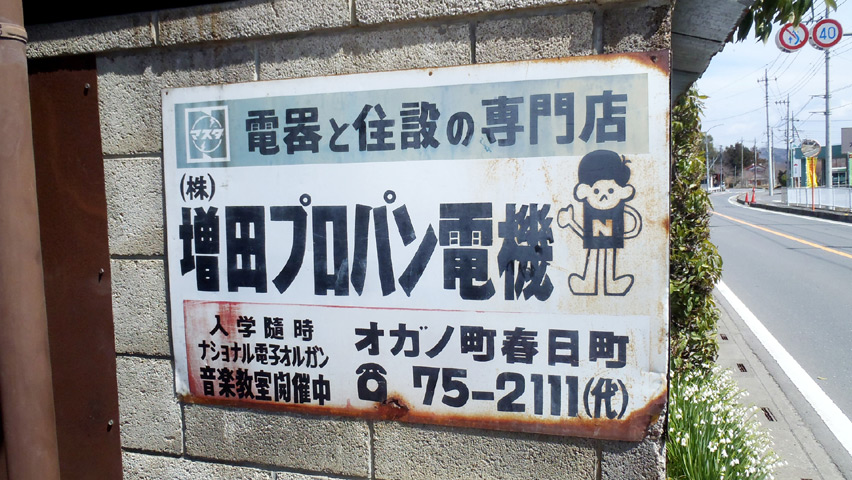 マスダ
電器と住設の専門店
(株)
増田プロパン電機
N
入学随時
ナショナル電子オルガン
音楽教室開催中
オガノ町春日町
☎ 75-2111(代)
40